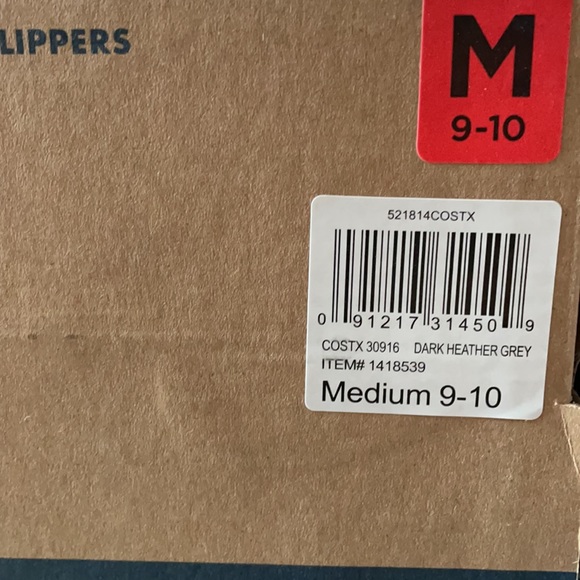 LIPPERS
M
9-10
521814COSTX
0 91217 31450 9
COSTX 30916 DARK HEATHER GREY
ITEM# 1418539
Medium 9-10